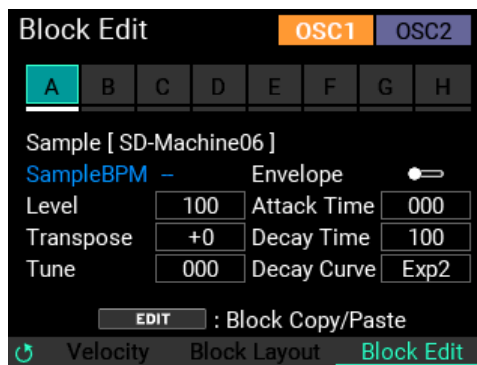 Block Edit OSC1 OSC2
A B C D E F G H
Sample [ SD-Machine06 ]
SampleBPM – Envelope
Level 100 Attack Time 000
Transpose +0 Decay Time 100
Tune 000 Decay Curve Exp2
EDIT : Block Copy/Paste
Velocity Block Layout Block Edit